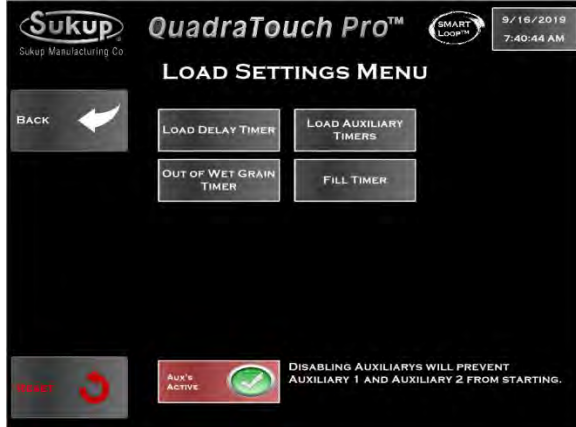 Sukup
Sukup Manufacturing Co
QuadraTouch Pro™
SMART
LOOP™
9/16/2019
7:40:44 AM
LOAD SETTINGS MENU
BACK
LOAD DELAY TIMER
LOAD AUXILIARY
TIMERS
OUT OF WET GRAIN
TIMER
FILL TIMER
RESET
AUX'S
ACTIVE
DISABLING AUXILIARYS WILL PREVENT
AUXILIARY 1 AND AUXILIARY 2 FROM STARTING.